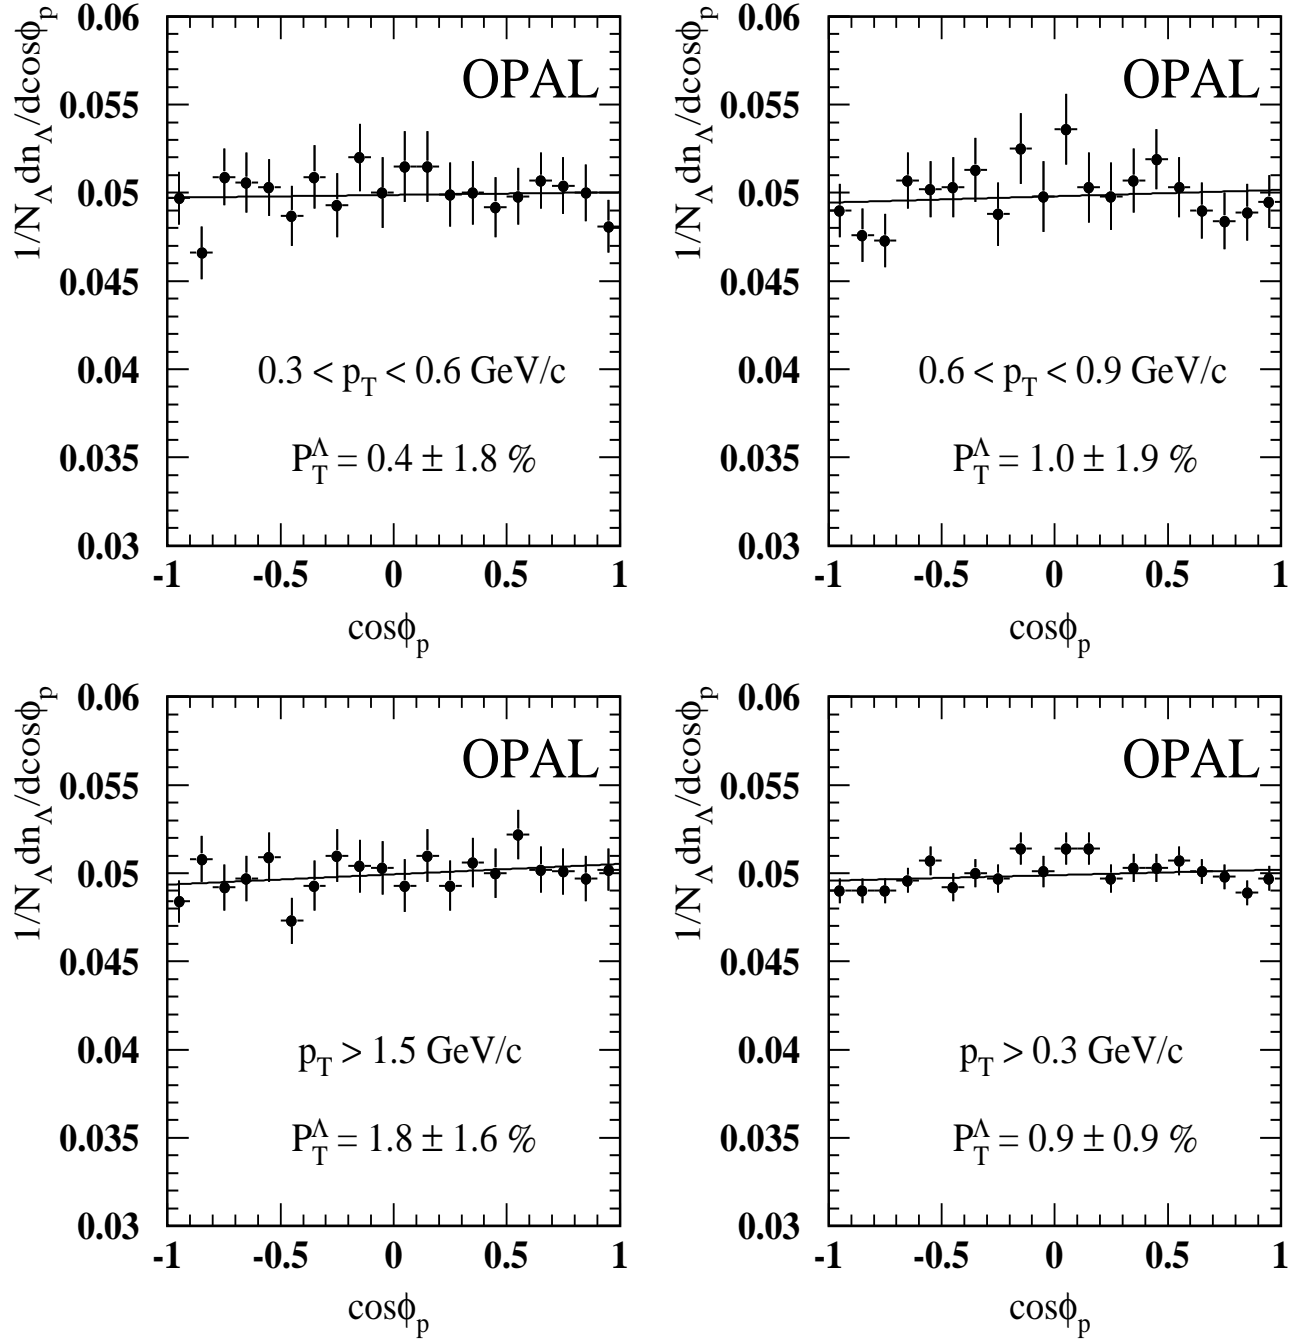 1/N_Λ dn_Λ/dcosϕ_p
0.06
0.055
0.05
0.045
0.04
0.035
0.03
OPAL
0.3 < p_T < 0.6 GeV/c
P_T^Λ = 0.4 ± 1.8 %
-1 -0.5 0 0.5 1
cosϕ_p
1/N_Λ dn_Λ/dcosϕ_p
0.06
0.055
0.05
0.045
0.04
0.035
0.03
OPAL
0.6 < p_T < 0.9 GeV/c
P_T^Λ = 1.0 ± 1.9 %
-1 -0.5 0 0.5 1
cosϕ_p
1/N_Λ dn_Λ/dcosϕ_p
0.06
0.055
0.05
0.045
0.04
0.035
0.03
OPAL
p_T > 1.5 GeV/c
P_T^Λ = 1.8 ± 1.6 %
-1 -0.5 0 0.5 1
cosϕ_p
1/N_Λ dn_Λ/dcosϕ_p
0.06
0.055
0.05
0.045
0.04
0.035
0.03
OPAL
p_T > 0.3 GeV/c
P_T^Λ = 0.9 ± 0.9 %
-1 -0.5 0 0.5 1
cosϕ_p